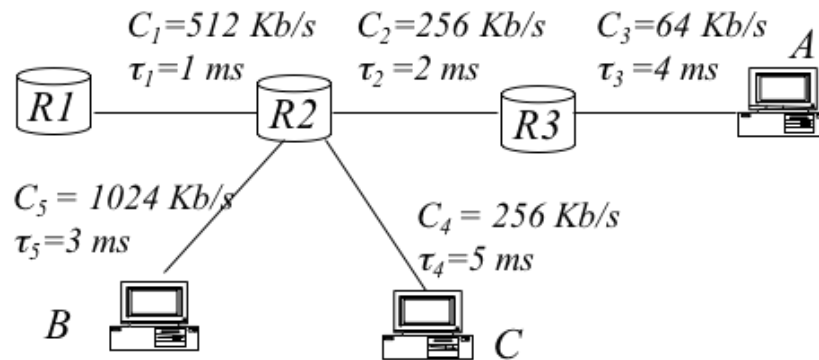 C₁=512 Kb/s
τ₁=1 ms
C₂=256 Kb/s
τ₂=2 ms
C₃=64 Kb/s
τ₃=4 ms
A
R1
R2
R3
C₅ = 1024 Kb/s
τ₅=3 ms
C₄ = 256 Kb/s
τ₄=5 ms
B
C